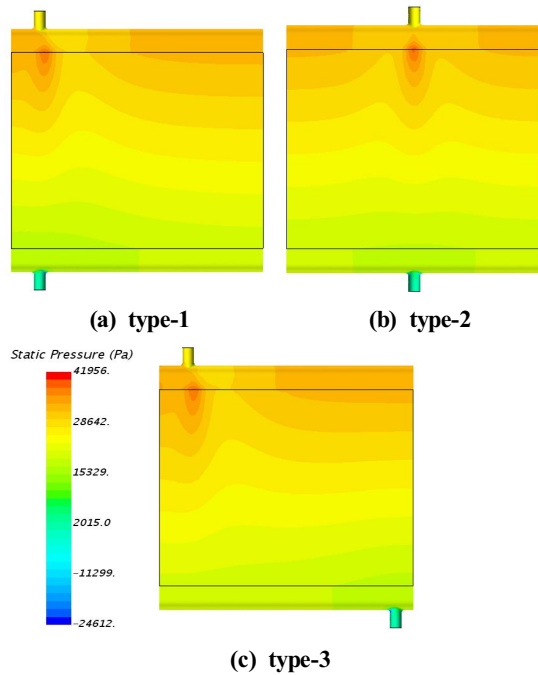 (a) type-1
(b) type-2
Static Pressure (Pa)
41956.
28642.
15329.
2015.0
-11299.
-24612.
(c) type-3